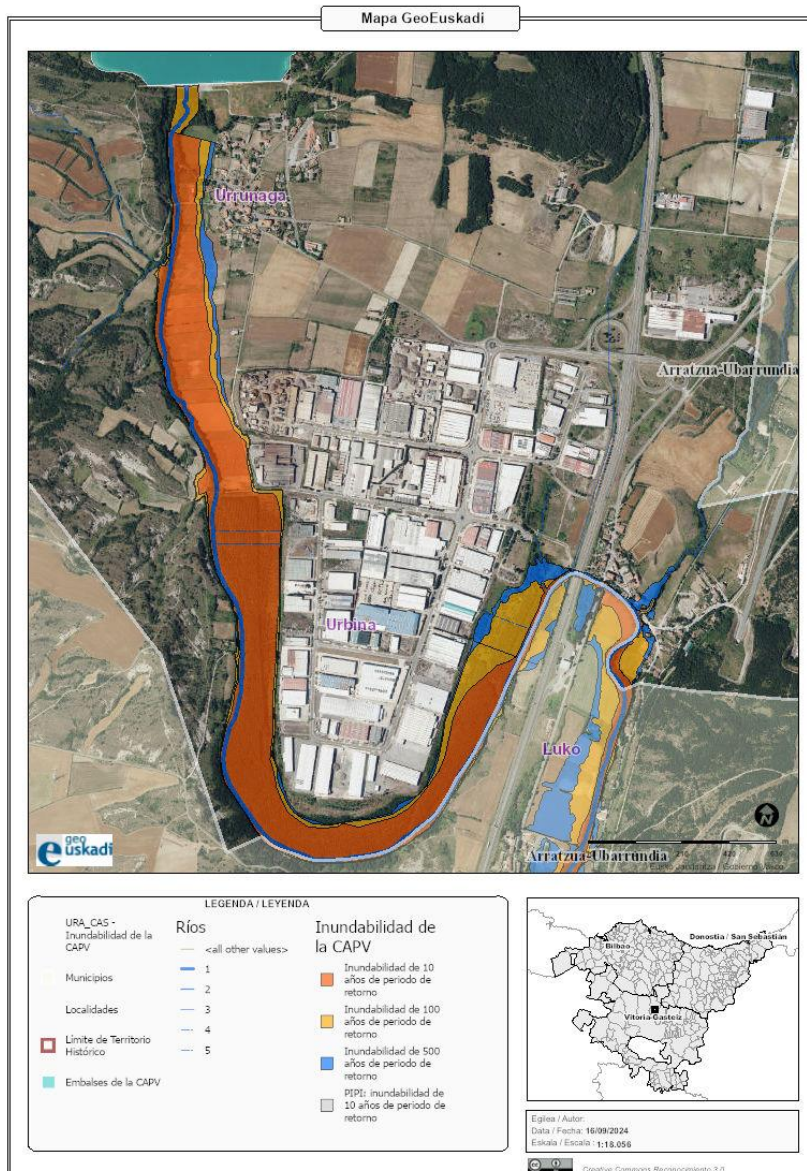 Mapa GeoEuskadi
Urrunaga
Arratzua-Ubarrundia
Urbina
Luko
Arratzua-Ubarrundia
420
630
N
geo
euskadi
LEGENDA / LEYENDA
URA_CAS -
Inundabilidad de la
CAPV
Municipios
Localidades
Límite de Territorio
Histórico
Embalses de la CAPV
Ríos
<all other values>
1
2
3
4
5
Inundabilidad de
la CAPV
Inundabilidad de 10
años de periodo de
retorno
Inundabilidad de 100
años de periodo de
retorno
Inundabilidad de 500
años de periodo de
retorno
PIPI: inundabilidad de
10 años de periodo de
retorno
Donostia / San Sebastián
Bilbao
Vitoria-Gasteiz
Egilea / Autor:
Data / Fecha: 16/09/2024
Eskala / Escala : 1:18.056
Creative Commons Reconocimiento 3.0